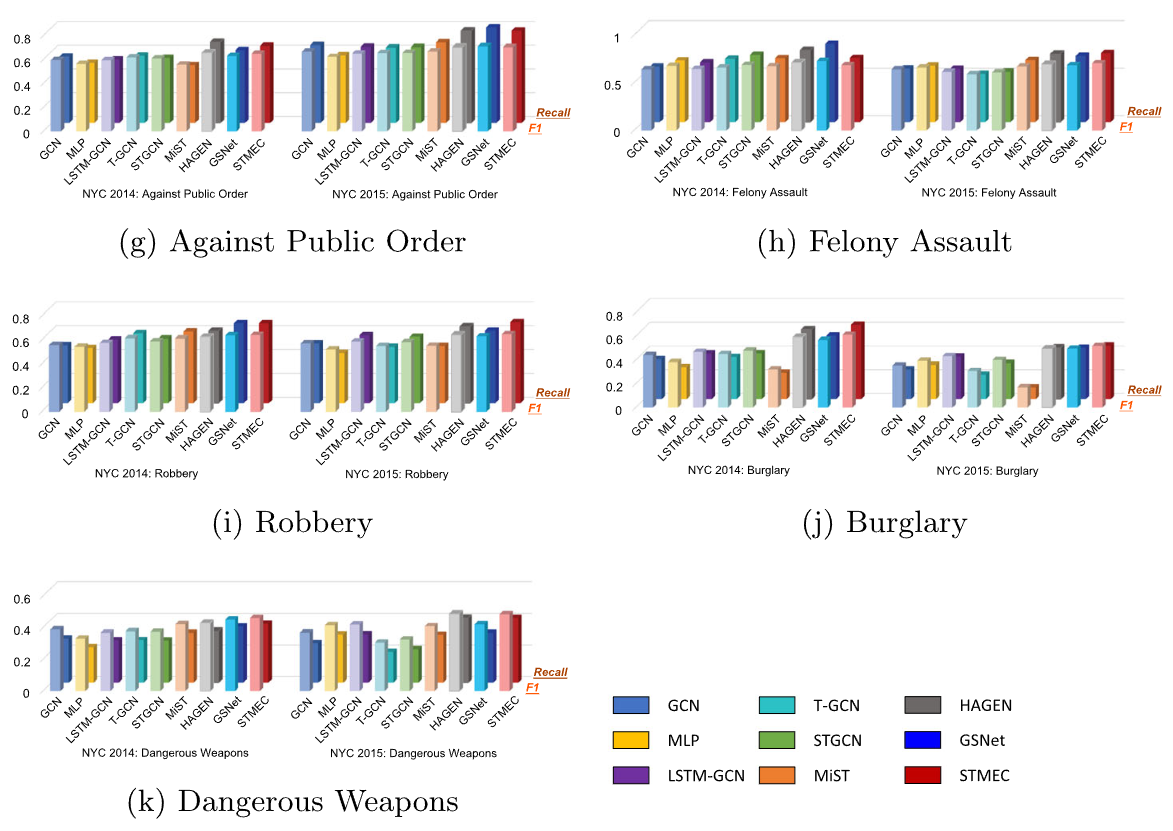 0.8
0.6
0.4
0.2
0
Recall
F1
GCN MLP LSTM-GCN T-GCN STGCN MiST HAGEN GSNet STMEC GCN MLP LSTM-GCN T-GCN STGCN MiST HAGEN GSNet STMEC
NYC 2014: Against Public Order NYC 2015: Against Public Order
(g) Against Public Order
1
0.5
0
Recall
F1
GCN MLP LSTM-GCN T-GCN STGCN MiST HAGEN GSNet STMEC GCN MLP LSTM-GCN T-GCN STGCN MiST HAGEN GSNet STMEC
NYC 2014: Felony Assault NYC 2015: Felony Assault
(h) Felony Assault
0.8
0.6
0.4
0.2
0
Recall
F1
GCN MLP LSTM-GCN T-GCN STGCN MiST HAGEN GSNet STMEC GCN MLP LSTM-GCN T-GCN STGCN MiST HAGEN GSNet STMEC
NYC 2014: Robbery NYC 2015: Robbery
(i) Robbery
0.8
0.6
0.4
0.2
0
Recall
F1
GCN MLP LSTM-GCN T-GCN STGCN MiST HAGEN GSNet STMEC GCN MLP LSTM-GCN T-GCN STGCN MiST HAGEN GSNet STMEC
NYC 2014: Burglary NYC 2015: Burglary
(j) Burglary
0.6
0.4
0.2
0
Recall
F1
GCN MLP LSTM-GCN T-GCN STGCN MiST HAGEN GSNet STMEC GCN MLP LSTM-GCN T-GCN STGCN MiST HAGEN GSNet STMEC
NYC 2014: Dangerous Weapons NYC 2015: Dangerous Weapons
(k) Dangerous Weapons
GCN T-GCN HAGEN
MLP STGCN GSNet
LSTM-GCN MiST STMEC